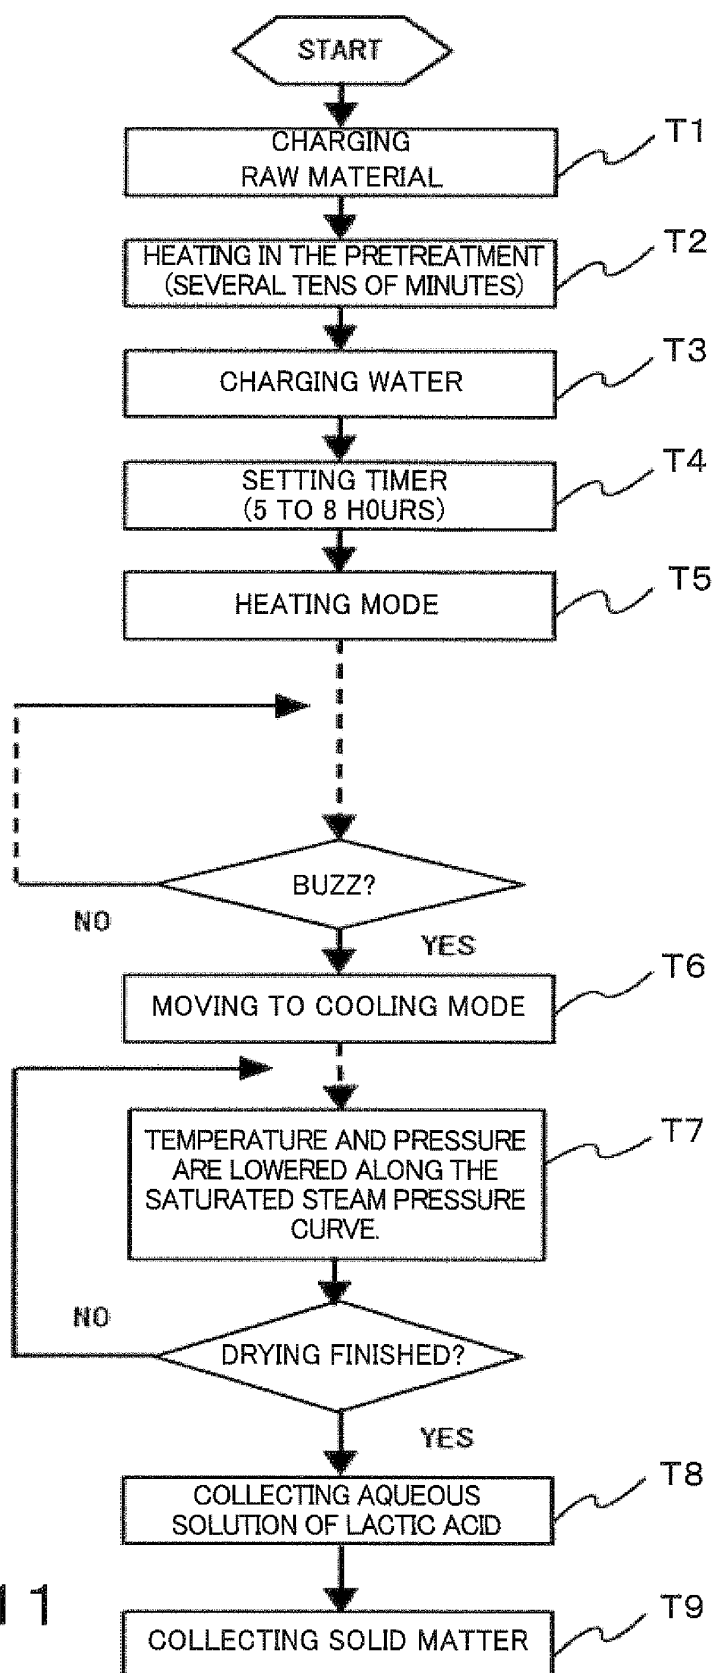 START
CHARGING
RAW MATERIAL
T1
HEATING IN THE PRETREATMENT
(SEVERAL TENS OF MINUTES)
T2
CHARGING WATER
T3
SETTING TIMER
(5 TO 8 HOURS)
T4
HEATING MODE
T5
BUZZ?
NO
YES
MOVING TO COOLING MODE
T6
TEMPERATURE AND PRESSURE
ARE LOWERED ALONG THE
SATURATED STEAM PRESSURE
CURVE.
T7
NO
DRYING FINISHED?
YES
COLLECTING AQUEOUS
SOLUTION OF LACTIC ACID
T8
11
COLLECTING SOLID MATTER
T9